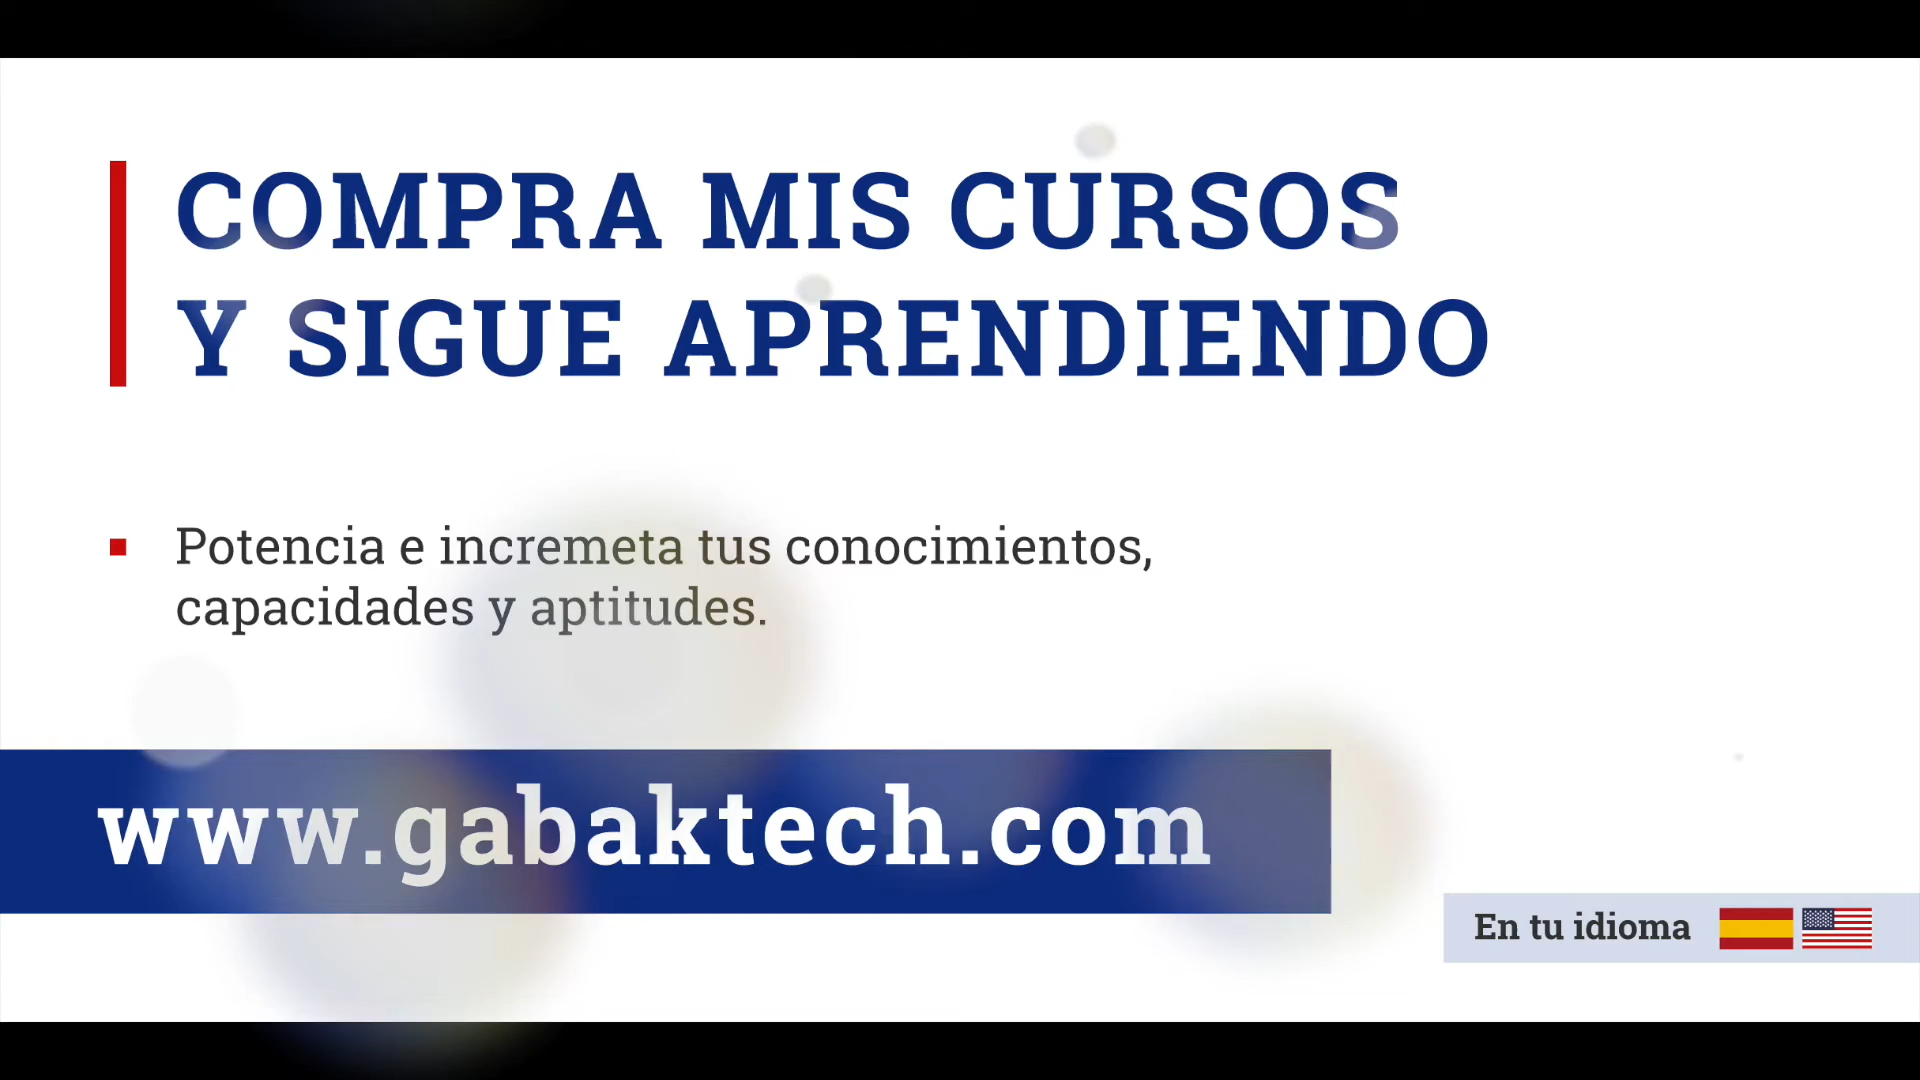 COMPRA MIS CURSOS
Y SIGUE APRENDIENDO
Potencia e incremeta tus conocimientos,
capacidades y aptitudes.
www.gabaktech.com
En tu idioma